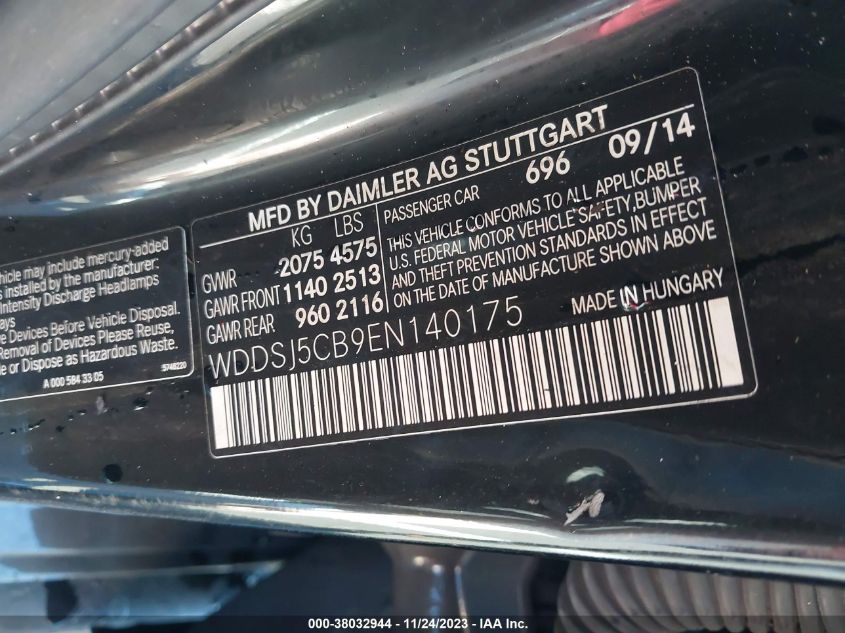 ehicle may include mercury-added
s installed by the manufacturer:
ntensity Discharge Headlamps
ays
e Devices Before Vehicle Disposal.
Removal of Devices Please Reuse,
e or Dispose as Hazardous Waste.
A 000 584 33 05
MFD BY DAIMLER AG STUTTGART
KG LBS
GVWR 2075 4575
GAWR FRONT 1140 2513
GAWR REAR 960 2116
PASSENGER CAR 696 09/14
THIS VEHICLE CONFORMS TO ALL APPLICABLE
U.S. FEDERAL MOTOR VEHICLE SAFETY, BUMPER
AND THEFT PREVENTION STANDARDS IN EFFECT
ON THE DATE OF MANUFACTURE SHOWN ABOVE
WDDSJ5CB9EN140175
MADE IN HUNGARY
000-38032944 - 11/24/2023 - IAA Inc.